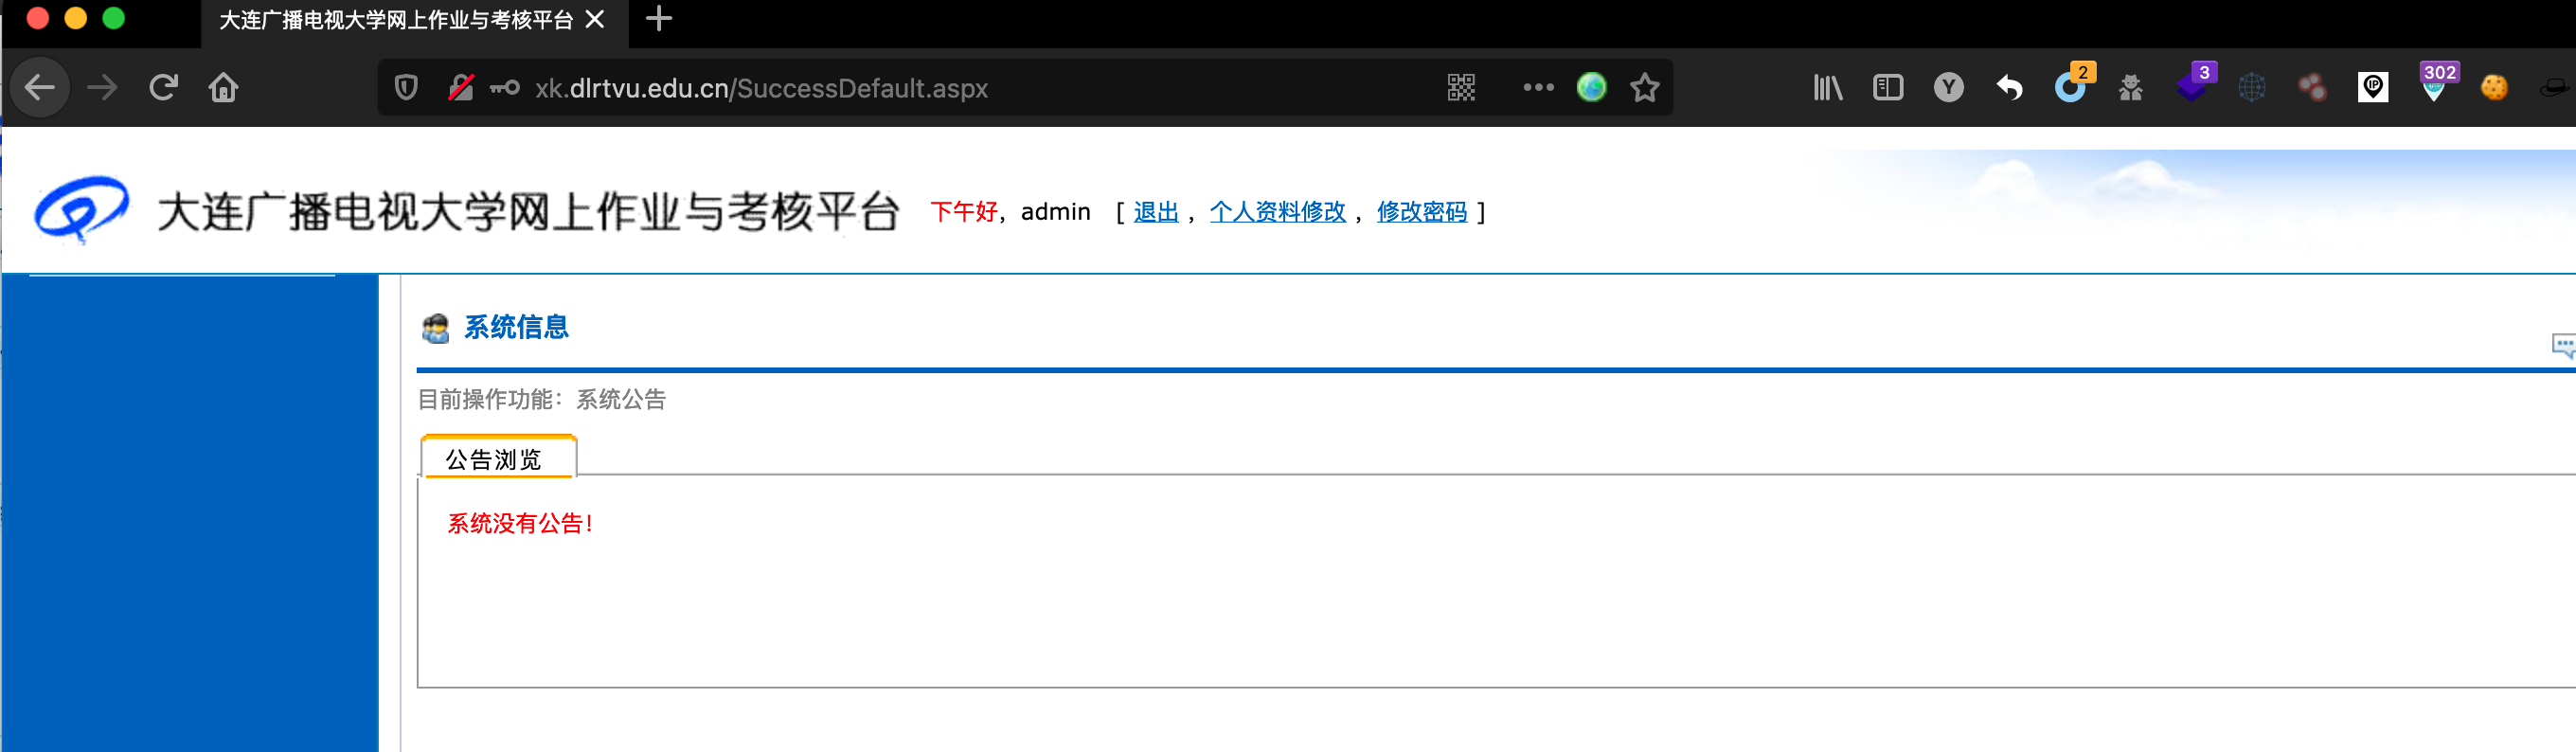 大连广播电视大学网上作业与考核平台
xk.dlrtvu.edu.cn/SuccessDefault.aspx
2
3
302
Y
IP
大连广播电视大学网上作业与考核平台 下午好，admin [ 退出 ，个人资料修改 ，修改密码 ]
系统信息
目前操作功能：系统公告
公告浏览
系统没有公告！